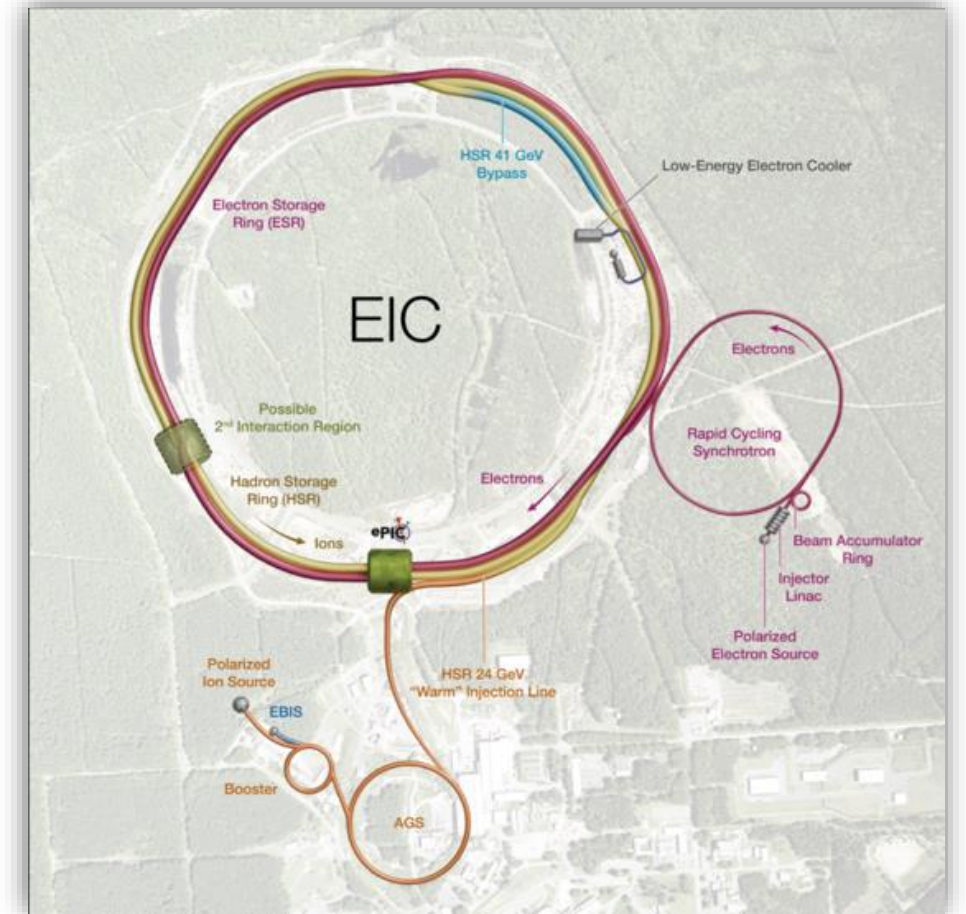 HSR 41 GeV
Bypass
Low-Energy Electron Cooler
Electron Storage
Ring (ESR)
EIC
Electrons
Possible
2nd Interaction Region
Rapid Cycling
Synchrotron
Hadron Storage
Ring (HSR)
Electrons
Ions
ePIC
Beam Accumulator
Ring
Injector
Linac
Polarized
Electron Source
Polarized
Ion Source
HSR 24 GeV
"Warm" Injection Line
EBIS
Booster
AGS